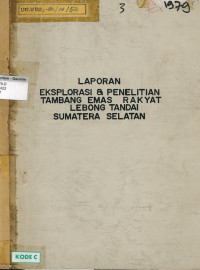 3
1979
LAPORAN
EKSPLORASI & PENELITIAN
TAMBANG EMAS RAKYAT
LEBONG TANDAI
SUMATERA SELATAN
KODE C